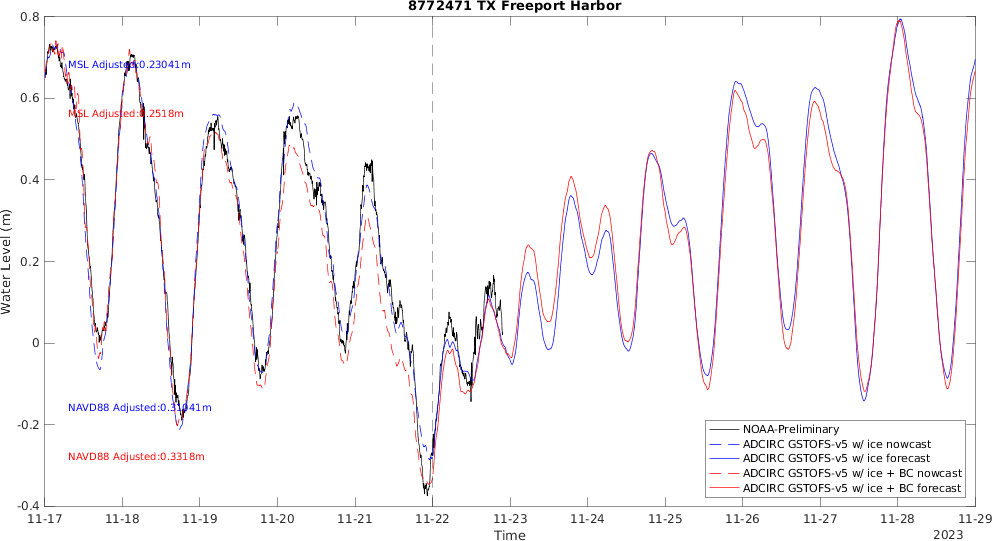 8772471 TX Freeport Harbor
0.8
0.6
0.4
0.2
0
-0.2
-0.4
Water Level (m)
MSL Adjusted:0.23041m
MSL Adjusted:0.2518m
NAVD88 Adjusted:0.31041m
NAVD88 Adjusted:0.3318m
NOAA-Preliminary
ADCIRC GSTOFS-v5 w/ ice nowcast
ADCIRC GSTOFS-v5 w/ ice forecast
ADCIRC GSTOFS-v5 w/ ice + BC nowcast
ADCIRC GSTOFS-v5 w/ ice + BC forecast
11-17 11-18 11-19 11-20 11-21 11-22 11-23 11-24 11-25 11-26 11-27 11-28 11-29
Time
2023